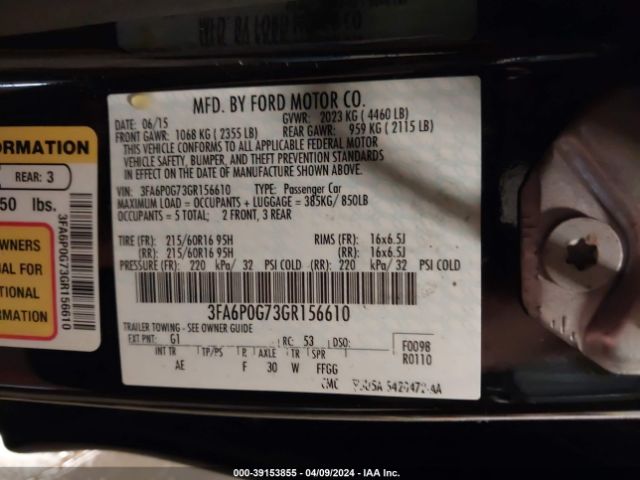 MFD. BY FORD MOTOR CO.
DATE: 06/15 GVWR: 2023 KG ( 4460 LB)
FRONT GAWR: 1068 KG ( 2355 LB) REAR GAWR: 959 KG ( 2115 LB)
THIS VEHICLE CONFORMS TO ALL APPLICABLE FEDERAL MOTOR
VEHICLE SAFETY, BUMPER, AND THEFT PREVENTION STANDARDS
IN EFFECT ON THE DATE OF MANUFACTURE SHOWN ABOVE.
VIN: 3FA6P0G73GR156610 TYPE: Passenger Car
MAXIMUM LOAD = OCCUPANTS + LUGGAGE = 385KG/ 850LB
OCCUPANTS = 5 TOTAL; 2 FRONT, 3 REAR
TIRE (FR): 215/60R16 95H RIMS (FR): 16x6.5J
(RR): 215/60R16 95H (RR): 16x6.5J
PRESSURE (FR): 220 kPa/ 32 PSI COLD (RR): 220 kPa/ 32 PSI COLD
3FA6P0G73GR156610
TRAILER TOWING - SEE OWNER GUIDE
EXT PNT: G1 RC: 53 DSO: F0098
INT TR TP/PS R AXLE TR SPR R0110
AE F 30 W FFGG
ORMATION
REAR: 3
50 lbs.
OWNERS
UAL FOR
TIONAL
RMATION
3FA6P0G73GR156610
000-39153855 - 04/09/2024 - IAA Inc.